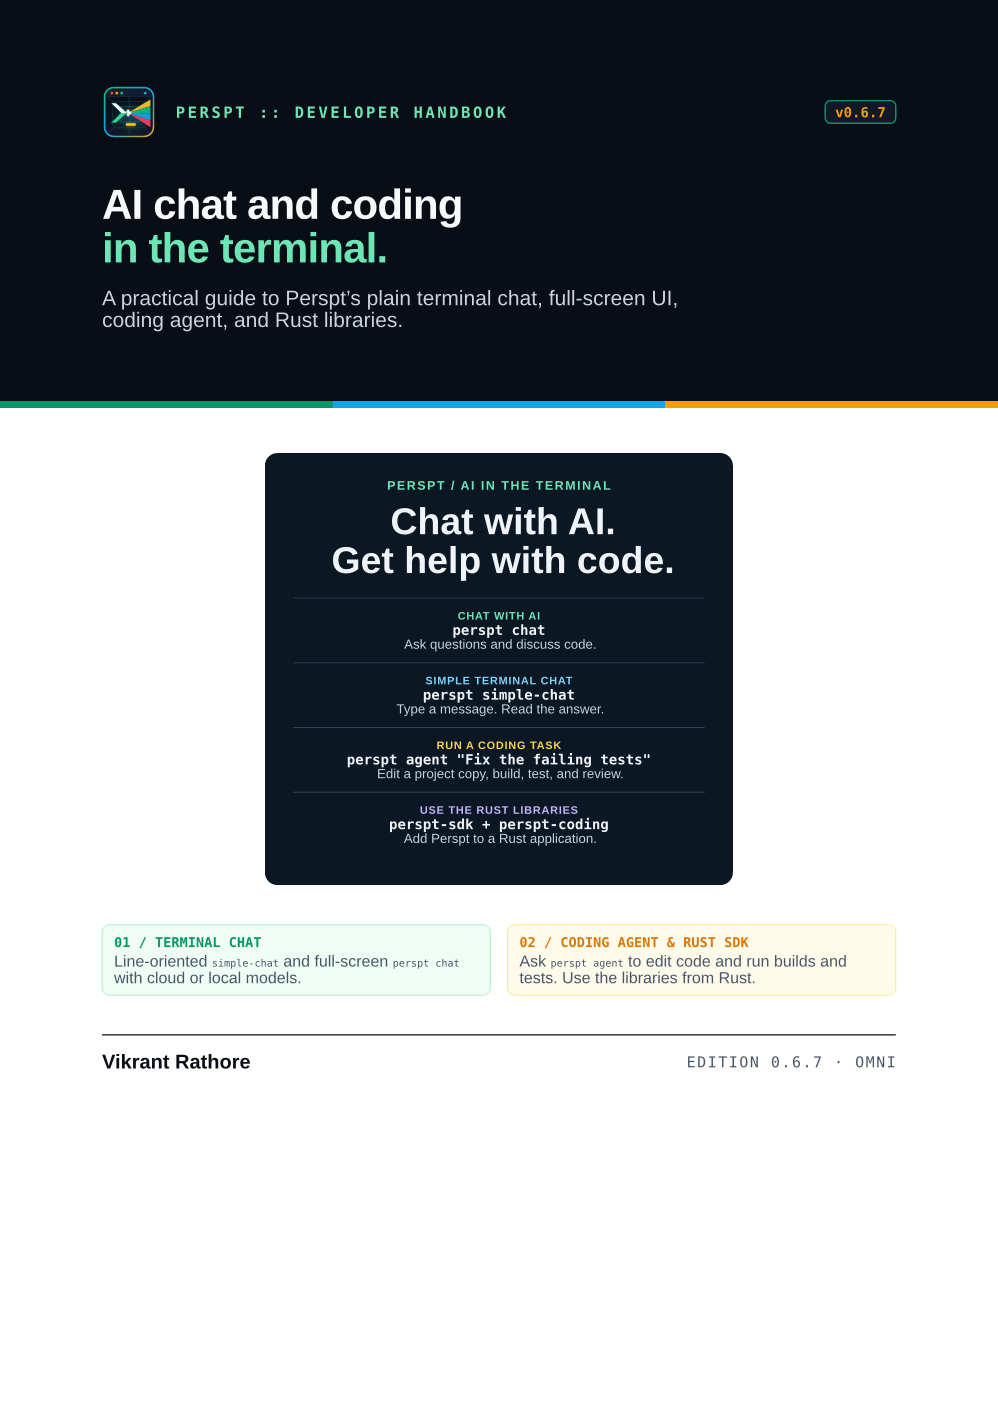 PERSPT :: DEVELOPER HANDBOOK
v0.6.7
AI chat and coding
in the terminal.
A practical guide to Perspt’s plain terminal chat, full-screen UI,
coding agent, and Rust libraries.
PERSPT / AI IN THE TERMINAL
Chat with AI.
Get help with code.
CHAT WITH AI
perspt chat
Ask questions and discuss code.
SIMPLE TERMINAL CHAT
perspt simple-chat
Type a message. Read the answer.
RUN A CODING TASK
perspt agent "Fix the failing tests"
Edit a project copy, build, test, and review.
USE THE RUST LIBRARIES
perspt-sdk + perspt-coding
Add Perspt to a Rust application.
01 / TERMINAL CHAT
Line-oriented simple-chat and full-screen perspt chat
with cloud or local models.
02 / CODING AGENT & RUST SDK
Ask perspt agent to edit code and run builds and
tests. Use the libraries from Rust.
Vikrant Rathore
EDITION 0.6.7 · OMNI